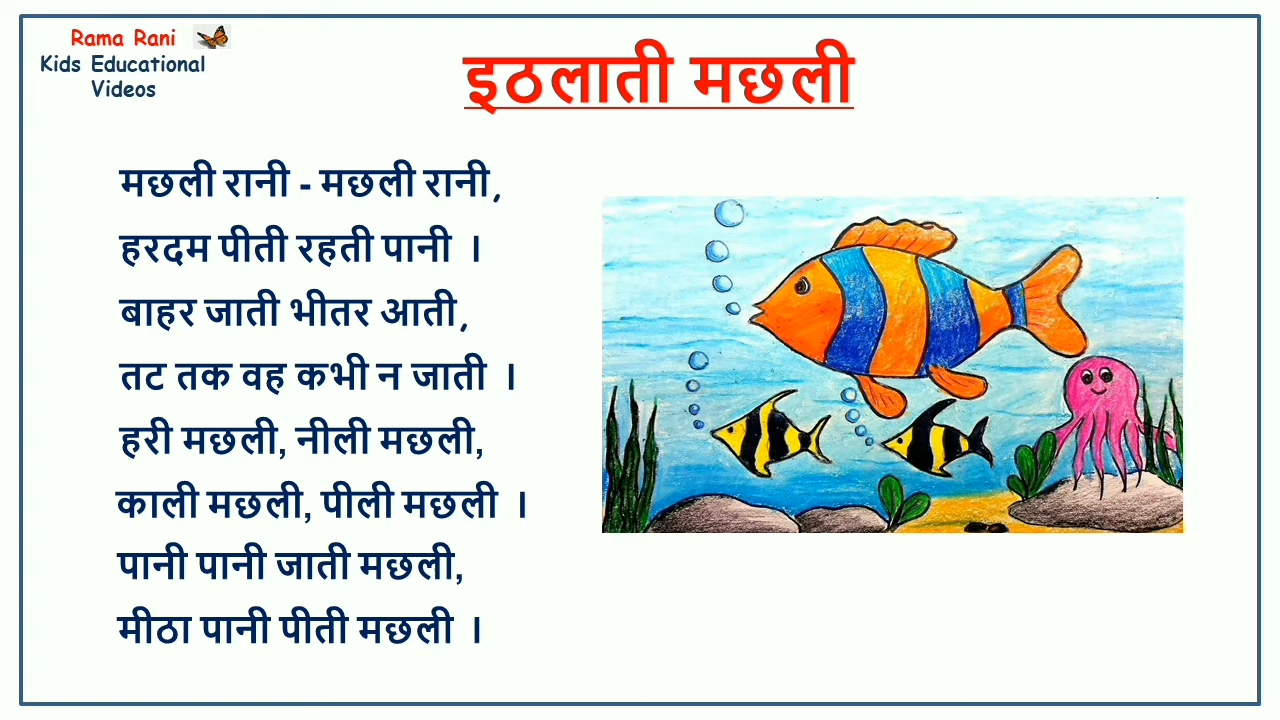 Rama Rani
Kids Educational
Videos
इठलाती मछली
मछली रानी - मछली रानी,
हरदम पीती रहती पानी ।
बाहर जाती भीतर आती,
तट तक वह कभी न जाती ।
हरी मछली, नीली मछली,
काली मछली, पीली मछली ।
पानी पानी जाती मछली,
मीठा पानी पीती मछली ।